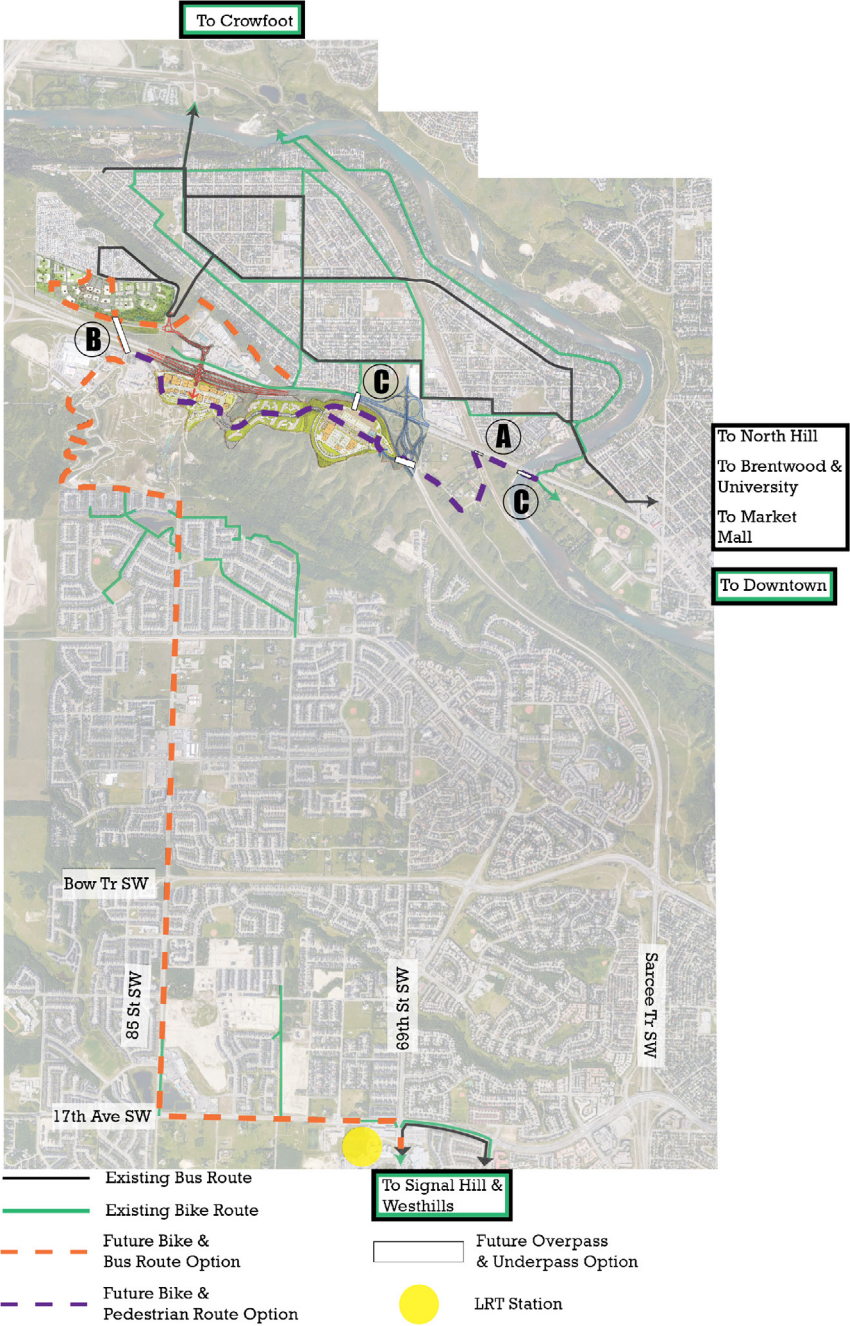 To Crowfoot
B
C
A
C
To North Hill
To Brentwood &
University
To Market
Mall
To Downtown
Bow Tr SW
85 St SW
69th St SW
Sarcee Tr SW
17th Ave SW
To Signal Hill &
Westhills
Existing Bus Route
Existing Bike Route
Future Bike &
Bus Route Option
Future Bike &
Pedestrian Route Option
Future Overpass
& Underpass Option
LRT Station